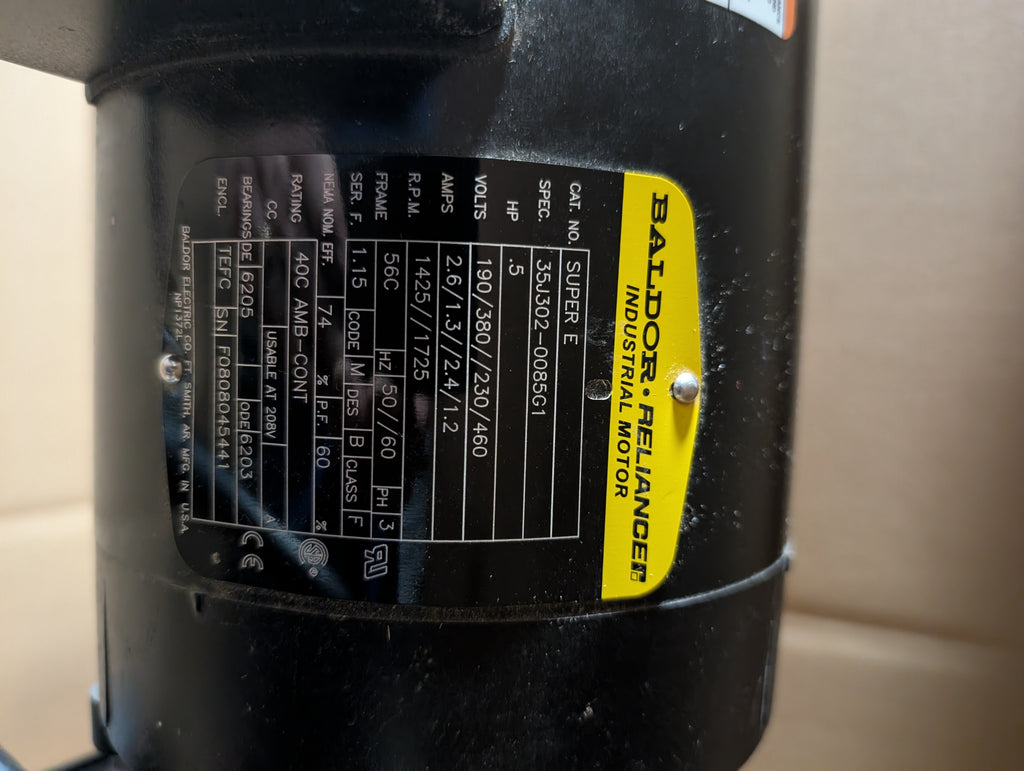 BALDOR • RELIANCER
INDUSTRIAL MOTOR
CAT. NO. SUPER E
SPEC. 35J302-0085G1
HP .5
VOLTS 190/380//230/460
AMPS 2.6/1.3//2.4/1.2
R.P.M. 1425//1725
FRAME 56C HZ 50//60 PH 3
SER. F. 1.15 CODE M DES B CLASS F
NEMA NOM. EFF. 74 % P.F. 60 %
RATING 40C AMB-CONT
CC USABLE AT 208V A
BEARINGS DE 6205 ODE 6203
ENCL. TEFC SN F0808045441
BALDOR ELECTRIC CO. FT. SMITH, AR. MFG. IN U.S.A.
CE